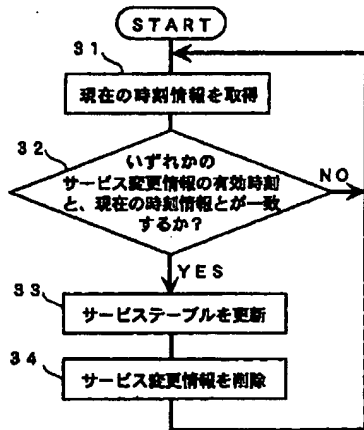 START
31
現在の時刻情報を取得
32
いずれかの
サービス変更情報の有効時刻
と、現在の時刻情報とが一致
するか？
NO
YES
33
サービステーブルを更新
34
サービス変更情報を削除